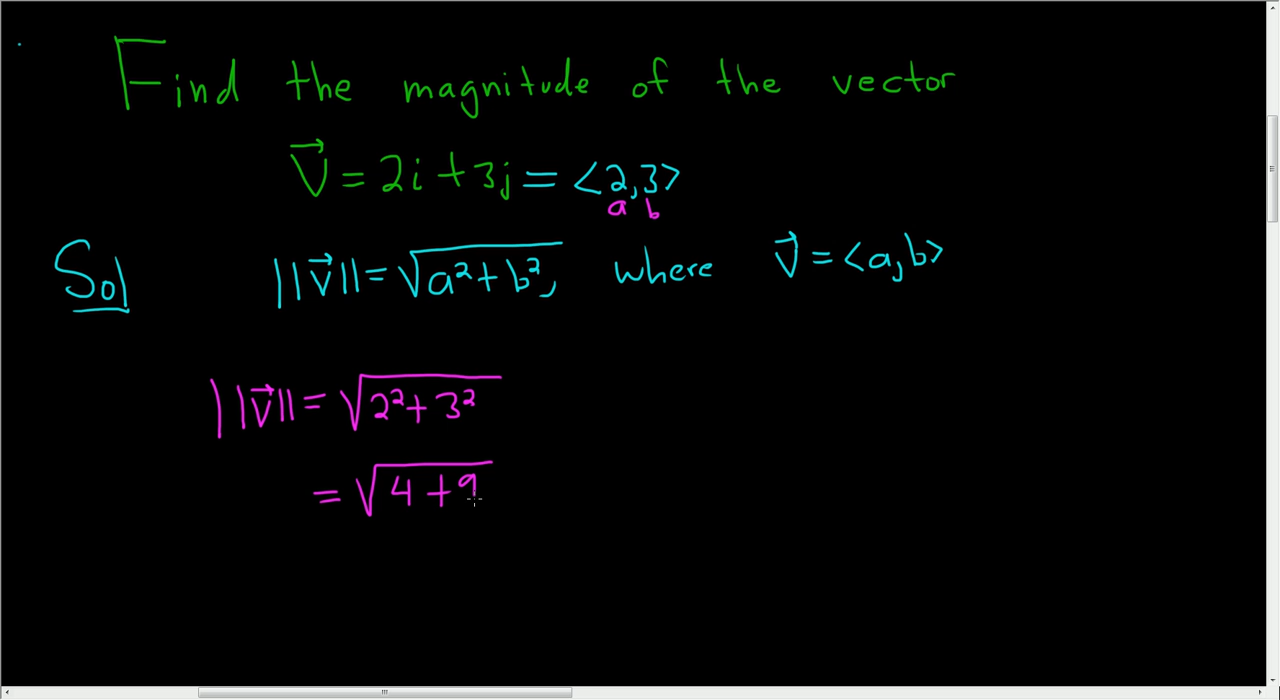 Find the magnitude of the vector
v⃗ = 2i + 3j = <2,3>
a b
Sol ||v⃗|| = √(a² + b²), where v⃗ = <a,b>
||v⃗|| = √(2² + 3²)
= √(4 + 9)